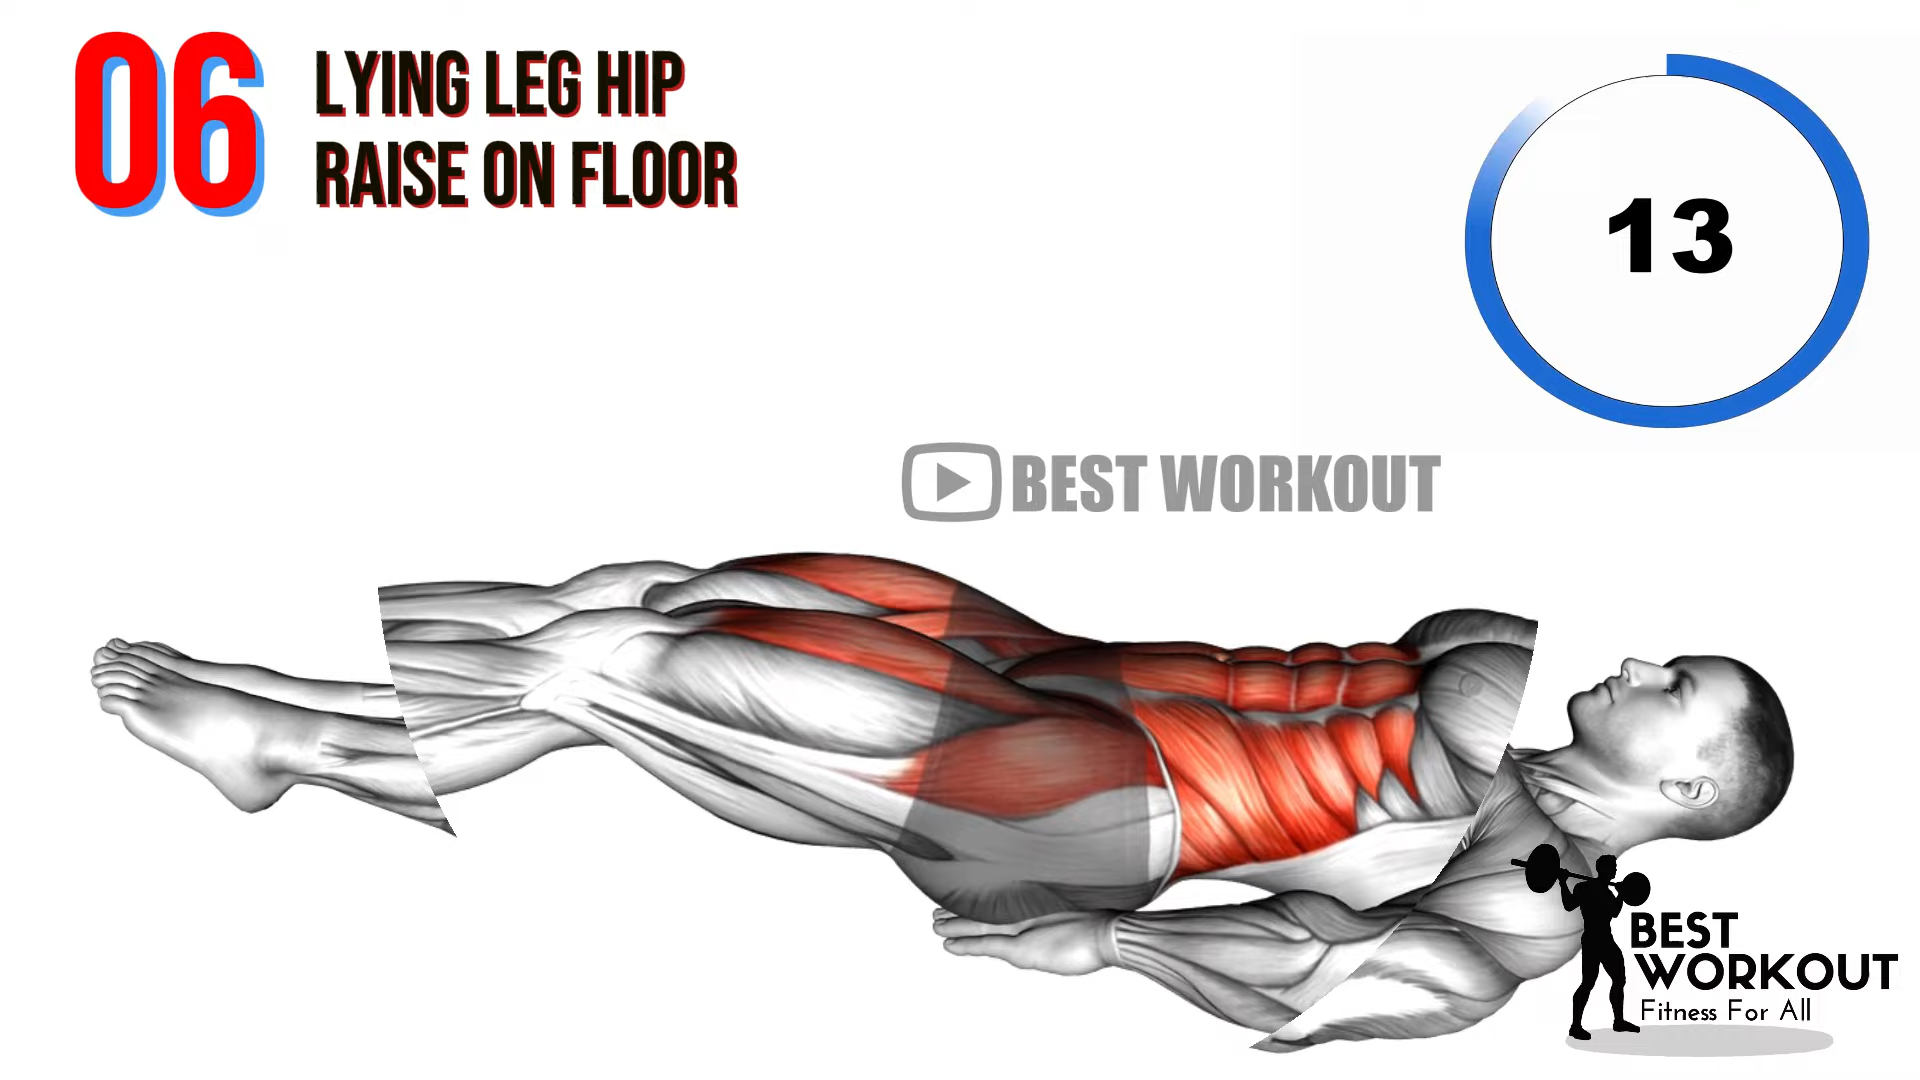 06
LYING LEG HIP
RAISE ON FLOOR
13
BEST WORKOUT
BEST
WORKOUT
Fitness For All